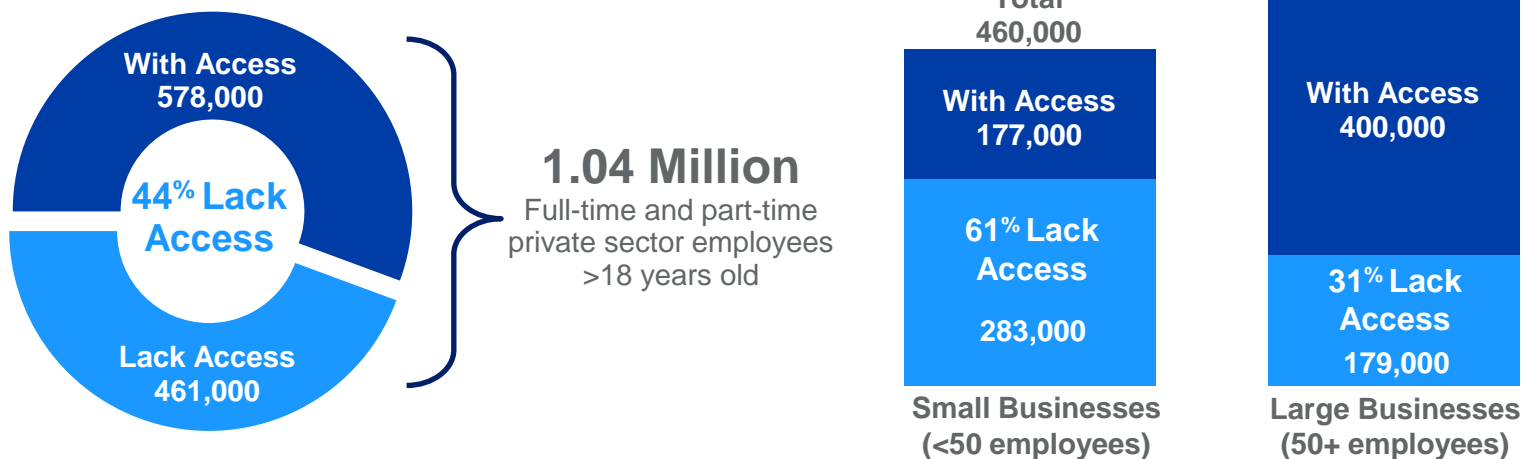 With Access
578,000
44% Lack
Access
Lack Access
461,000
1.04 Million
Full-time and part-time
private sector employees
>18 years old
Total
460,000
With Access
177,000
61% Lack
Access
283,000
Small Businesses
(<50 employees)
With Access
400,000
31% Lack
Access
179,000
Large Businesses
(50+ employees)